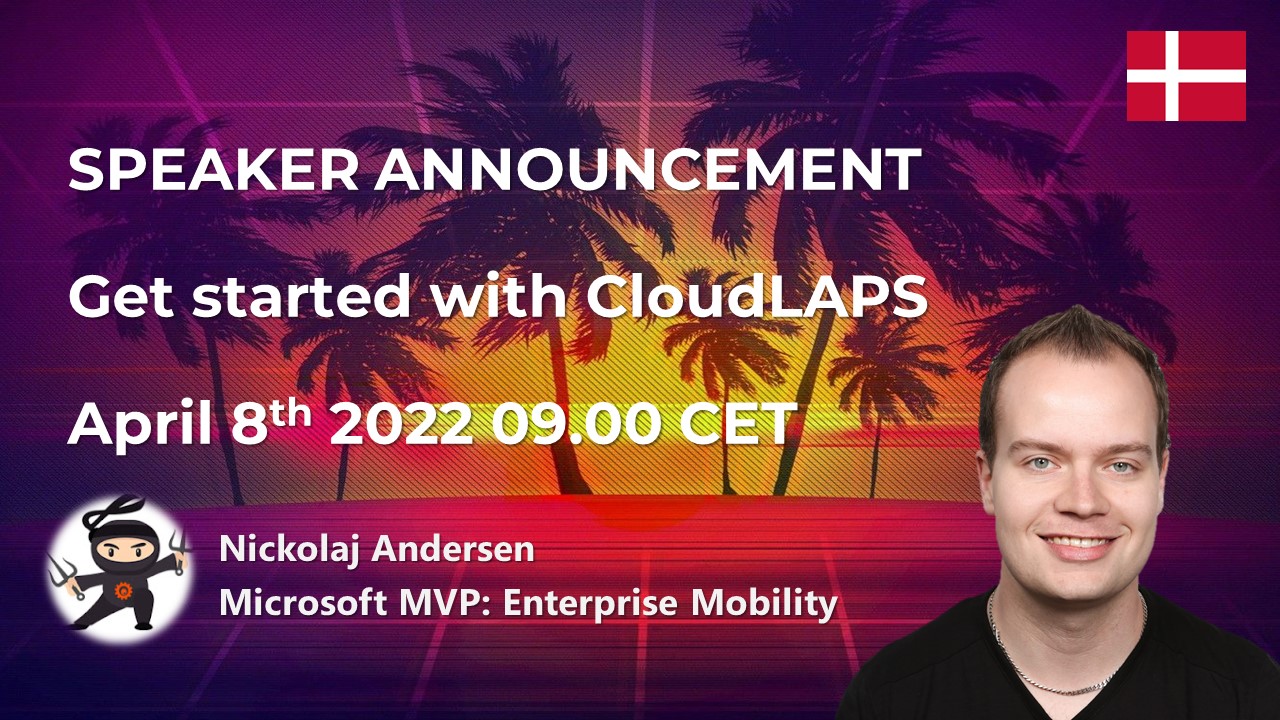 SPEAKER ANNOUNCEMENT
Get started with CloudLAPS
April 8th 2022 09.00 CET
Nickolaj Andersen
Microsoft MVP: Enterprise Mobility